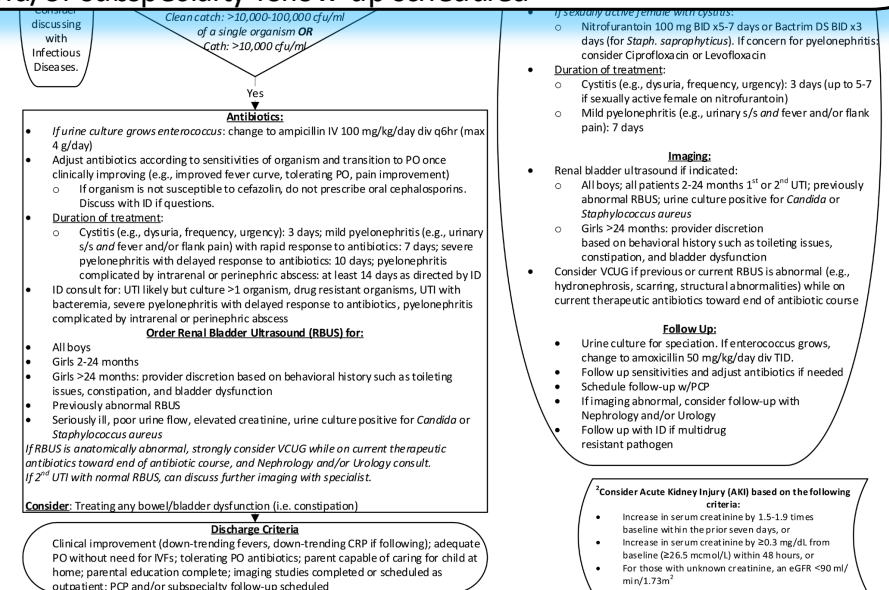 discussing
with
Infectious
Diseases.
Clean catch: >10,000-100,000 cfu/ml
of a single organism OR
Cath: >10,000 cfu/ml
Yes
Antibiotics:
• If urine culture grows enterococcus: change to ampicillin IV 100 mg/kg/day div q6hr (max
4 g/day)
• Adjust antibiotics according to sensitivities of organism and transition to PO once
clinically improving (e.g., improved fever curve, tolerating PO, pain improvement)
o If organism is not susceptible to cefazolin, do not prescribe oral cephalosporins.
Discuss with ID if questions.
• Duration of treatment:
o Cystitis (e.g., dysuria, frequency, urgency): 3 days; mild pyelonephritis (e.g., urinary
s/s and fever and/or flank pain) with rapid response to antibiotics: 7 days; severe
pyelonephritis with delayed response to antibiotics: 10 days; pyelonephritis
complicated by intrarenal or perinephric abscess: at least 14 days as directed by ID
• ID consult for: UTI likely but culture >1 organism, drug resistant organisms, UTI with
bacteremia, severe pyelonephritis with delayed response to antibiotics, pyelonephritis
complicated by intrarenal or perinephric abscess
Order Renal Bladder Ultrasound (RBUS) for:
• All boys
• Girls 2-24 months
• Girls >24 months: provider discretion based on behavioral history such as toileting
issues, constipation, and bladder dysfunction
• Previously abnormal RBUS
• Seriously ill, poor urine flow, elevated creatinine, urine culture positive for Candida or
Staphylococcus aureus
If RBUS is anatomically abnormal, strongly consider VCUG while on current therapeutic
antibiotics toward end of antibiotic course, and Nephrology and/or Urology consult.
If 2nd UTI with normal RBUS, can discuss further imaging with specialist.
Consider: Treating any bowel/bladder dysfunction (i.e. constipation)
Discharge Criteria
Clinical improvement (down-trending fevers, down-trending CRP if following); adequate
PO without need for IVFs; tolerating PO antibiotics; parent capable of caring for child at
home; parental education complete; imaging studies completed or scheduled as
outpatient; PCP and/or subspecialty follow-up scheduled
If sexually active female with cystitis:
o Nitrofurantoin 100 mg BID x5-7 days or Bactrim DS BID x3
days (for Staph. saprophyticus). If concern for pyelonephritis:
consider Ciprofloxacin or Levofloxacin
• Duration of treatment:
o Cystitis (e.g., dysuria, frequency, urgency): 3 days (up to 5-7
if sexually active female on nitrofurantoin)
o Mild pyelonephritis (e.g., urinary s/s and fever and/or flank
pain): 7 days
Imaging:
• Renal bladder ultrasound if indicated:
o All boys; all patients 2-24 months 1st or 2nd UTI; previously
abnormal RBUS; urine culture positive for Candida or
Staphylococcus aureus
o Girls >24 months: provider discretion
based on behavioral history such as toileting issues,
constipation, and bladder dysfunction
• Consider VCUG if previous or current RBUS is abnormal (e.g.,
hydronephrosis, scarring, structural abnormalities) while on
current therapeutic antibiotics toward end of antibiotic course
Follow Up:
• Urine culture for speciation. If enterococcus grows,
change to amoxicillin 50 mg/kg/day div TID.
• Follow up sensitivities and adjust antibiotics if needed
• Schedule follow-up w/PCP
• If imaging abnormal, consider follow-up with
Nephrology and/or Urology
• Follow up with ID if multidrug
resistant pathogen
2Consider Acute Kidney Injury (AKI) based on the following
criteria:
• Increase in serum creatinine by 1.5-1.9 times
baseline within the prior seven days, or
• Increase in serum creatinine by ≥0.3 mg/dL from
baseline (≥26.5 mcmol/L) within 48 hours, or
• For those with unknown creatinine, an eGFR <90 ml/
min/1.73m2